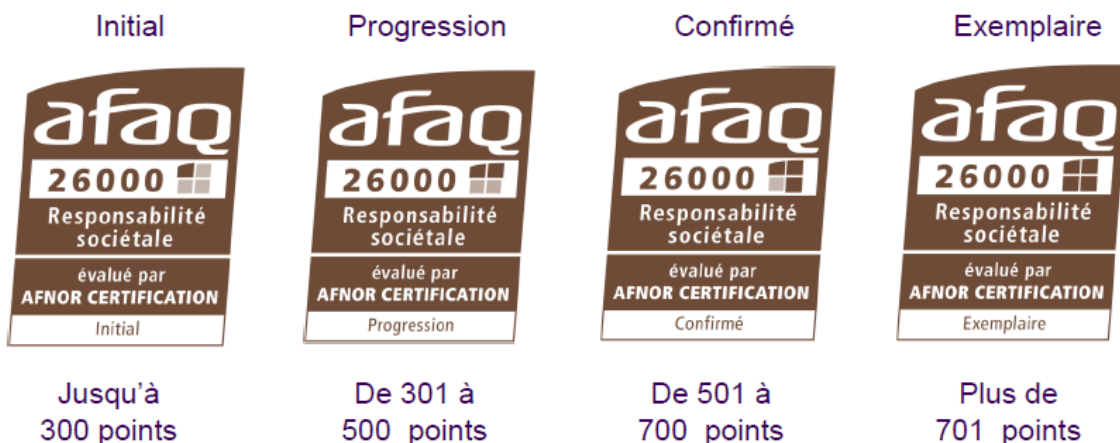 Initial
Progression
Confirmé
Exemplaire
afaq
26000
Responsabilité
sociétale
évalué par
AFNOR CERTIFICATION
Initial
afaq
26000
Responsabilité
sociétale
évalué par
AFNOR CERTIFICATION
Progression
afaq
26000
Responsabilité
sociétale
évalué par
AFNOR CERTIFICATION
Confirmé
afaq
26000
Responsabilité
sociétale
évalué par
AFNOR CERTIFICATION
Exemplaire
Jusqu'à
300 points
De 301 à
500 points
De 501 à
700 points
Plus de
701 points